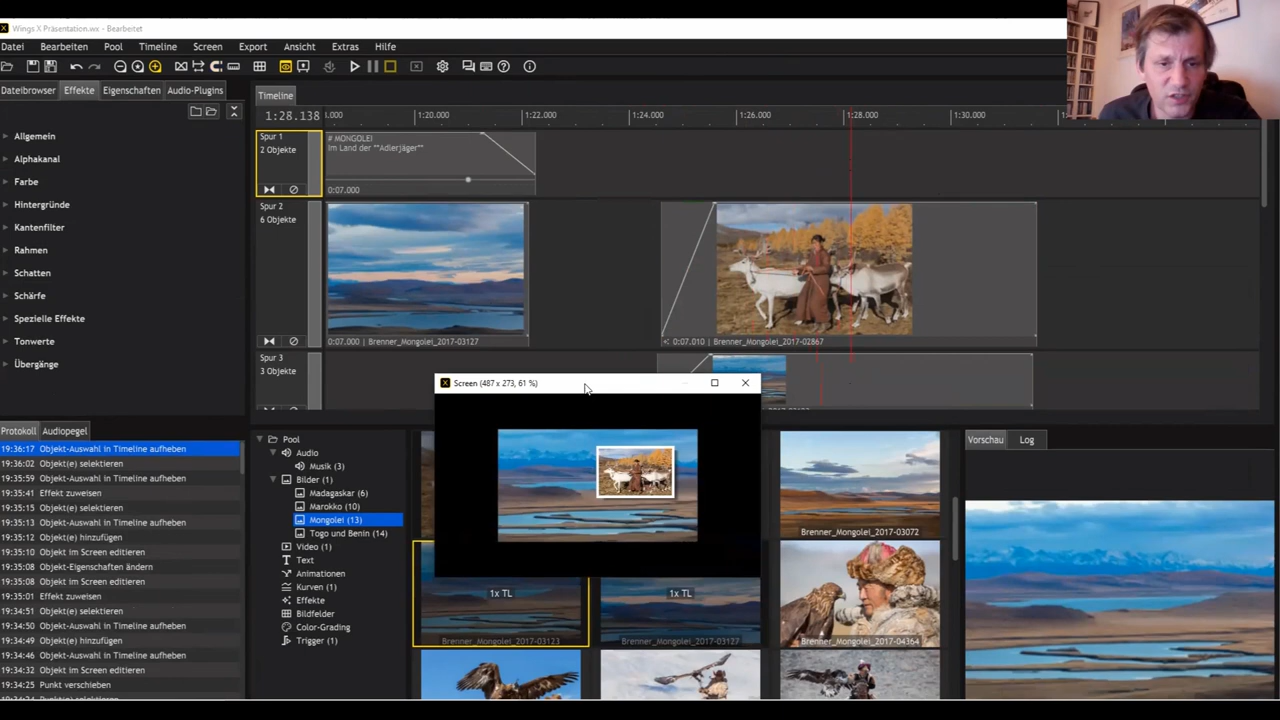 Wings X Präsentation.wx - Bearbeitet
Datei Bearbeiten Pool Timeline Screen Export Ansicht Extras Hilfe
Dateibrowser Effekte Eigenschaften Audio-Plugins
Allgemein
Alphakanal
Farbe
Hintergründe
Kantenfilter
Rahmen
Schatten
Schärfe
Spezielle Effekte
Tonwerte
Übergänge
Timeline
1:28.138 1:20.000 1:22.000 1:24.000 1:26.000 1:28.000 1:30.000
Spur 1
2 Objekte
# MONGOLEI
Im Land der **Adlerjäger**
0:07.000
Spur 2
6 Objekte
0:07.000 | Brenner_Mongolei_2017-03127
0:07.010 | Brenner_Mongolei_2017-02867
Spur 3
3 Objekte
Screen (487 x 273, 61 %)
Protokoll Audiopegel
19:36:17 Objekt-Auswahl in Timeline aufheben
19:36:02 Objekt(e) selektieren
19:35:59 Objekt-Auswahl in Timeline aufheben
19:35:41 Effekt zuweisen
19:35:15 Objekt(e) selektieren
19:35:13 Objekt-Auswahl in Timeline aufheben
19:35:12 Objekt(e) hinzufügen
19:35:10 Objekt im Screen editieren
19:35:08 Objekt-Eigenschaften ändern
19:35:08 Objekt im Screen editieren
19:35:01 Effekt zuweisen
19:34:51 Objekt(e) selektieren
19:34:50 Objekt-Auswahl in Timeline aufheben
19:34:49 Objekt(e) hinzufügen
19:34:46 Objekt-Auswahl in Timeline aufheben
19:34:32 Objekt im Screen editieren
19:34:25 Punkt verschieben
Pool
Audio
Musik (3)
Bilder (1)
Madagaskar (6)
Marokko (10)
Mongolei (13)
Togo und Benin (14)
Video (1)
Text
Animationen
Kurven (1)
Effekte
Bildfelder
Color-Grading
Trigger (1)
Brenner_Mongolei_2017-03072
1x TL
1x TL
Brenner_Mongolei_2017-03123
Brenner_Mongolei_2017-03127
Brenner_Mongolei_2017-04364
Vorschau Log